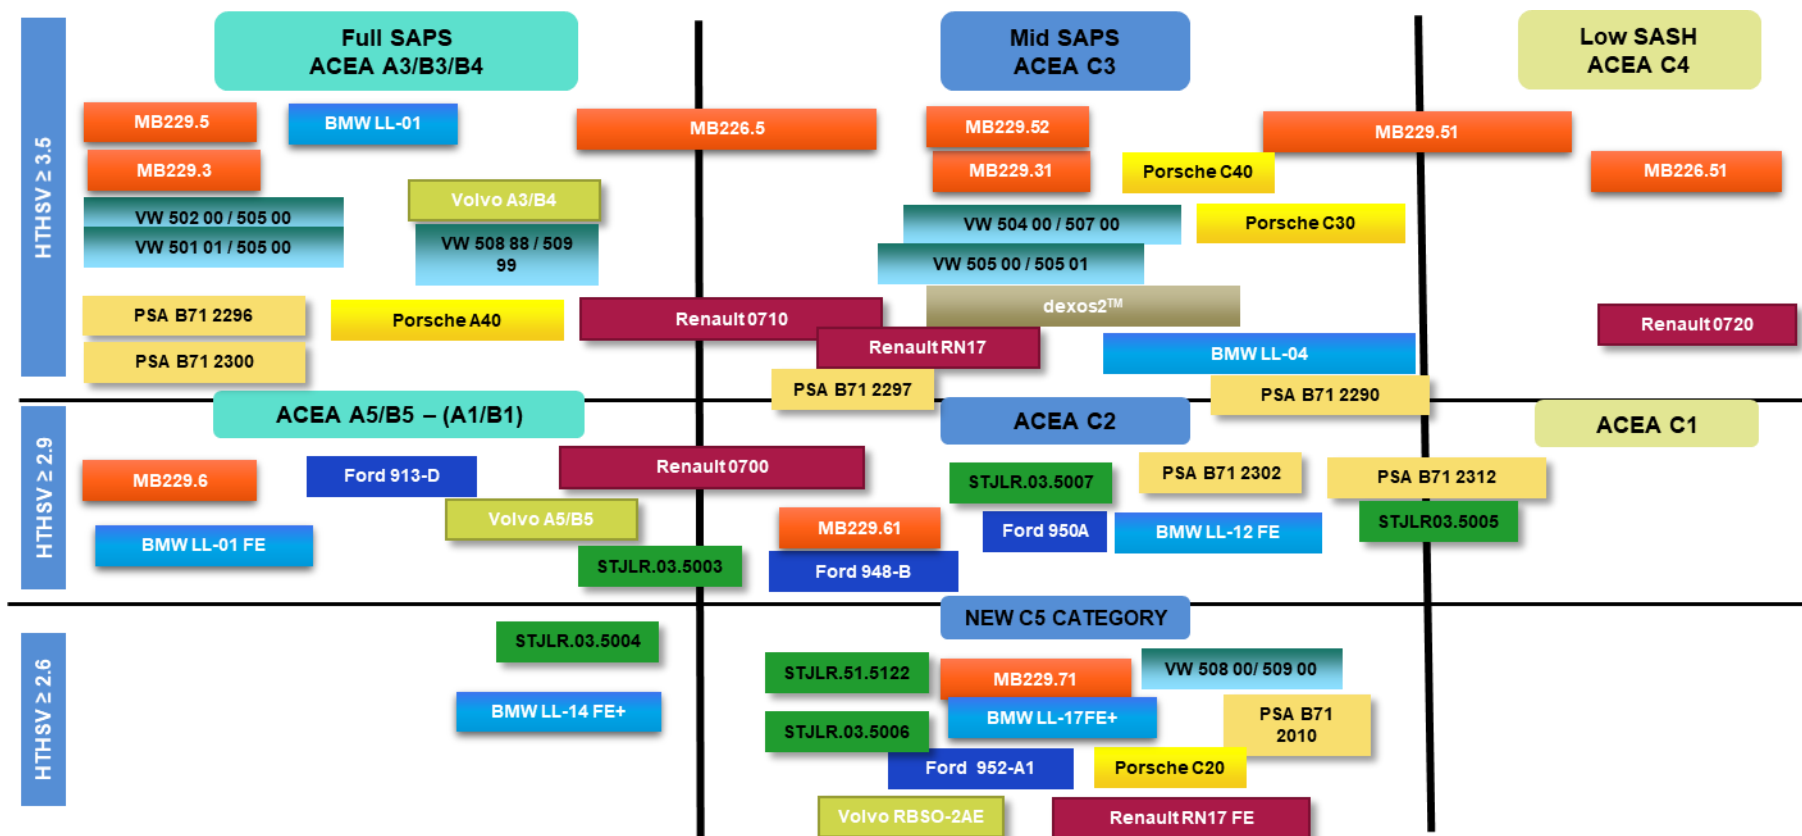 HTHSV ≥ 3.5
Full SAPS
ACEA A3/B3/B4
Mid SAPS
ACEA C3
Low SASH
ACEA C4
MB229.5
BMW LL-01
MB226.5
MB229.52
MB229.51
MB229.3
MB229.31
Porsche C40
MB226.51
Volvo A3/B4
VW 502 00 / 505 00
VW 504 00 / 507 00
Porsche C30
VW 501 01 / 505 00
VW 508 88 / 509
99
VW 505 00 / 505 01
dexos2™
PSA B71 2296
Porsche A40
Renault 0710
Renault 0720
Renault RN17
BMW LL-04
PSA B71 2300
PSA B71 2297
PSA B71 2290
HTHSV ≥ 2.9
ACEA A5/B5 – (A1/B1)
ACEA C2
ACEA C1
MB229.6
Ford 913-D
Renault 0700
STJLR.03.5007
PSA B71 2302
PSA B71 2312
Volvo A5/B5
MB229.61
Ford 950A
BMW LL-12 FE
STJLR03.5005
BMW LL-01 FE
STJLR.03.5003
Ford 948-B
HTHSV ≥ 2.6
NEW C5 CATEGORY
STJLR.03.5004
STJLR.51.5122
MB229.71
VW 508 00/ 509 00
BMW LL-14 FE+
STJLR.03.5006
BMW LL-17FE+
PSA B71
2010
Ford 952-A1
Porsche C20
Volvo RBSO-2AE
Renault RN17 FE